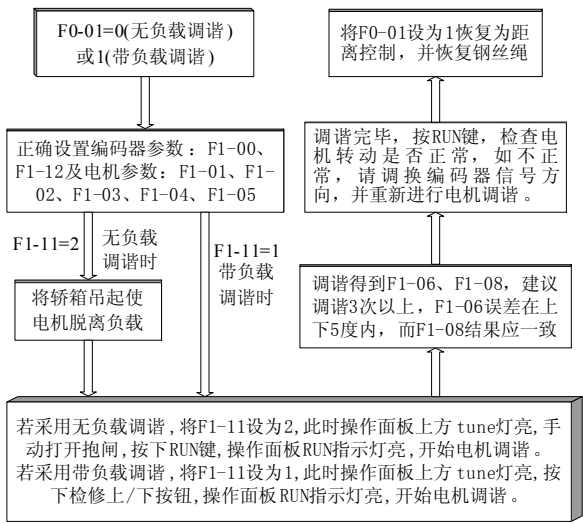 F0-01=0(无负载调谐)
或1(带负载调谐)
正确设置编码器参数：F1-00、
F1-12及电机参数：F1-01、F1-
02、F1-03、F1-04、F1-05
F1-11=2
无负载
调谐时
F1-11=1
带负载
调谐时
将轿箱吊起使
电机脱离负载
若采用无负载调谐,将F1-11设为2,此时操作面板上方 tune灯亮,手
动打开抱闸,按下RUN键,操作面板RUN指示灯亮,开始电机调谐。
若采用带负载调谐,将F1-11设为1,此时操作面板上方 tune灯亮,按
下检修上/下按钮,操作面板RUN指示灯亮,开始电机调谐。
调谐得到F1-06、F1-08，建议
调谐3次以上，F1-06误差在上
下5度内，而F1-08结果应一致
调谐完毕，按RUN键，检查电
机转动是否正常，如不正
常，请调换编码器信号方
向，并重新进行电机调谐。
将F0-01设为1恢复为距
离控制，并恢复钢丝绳